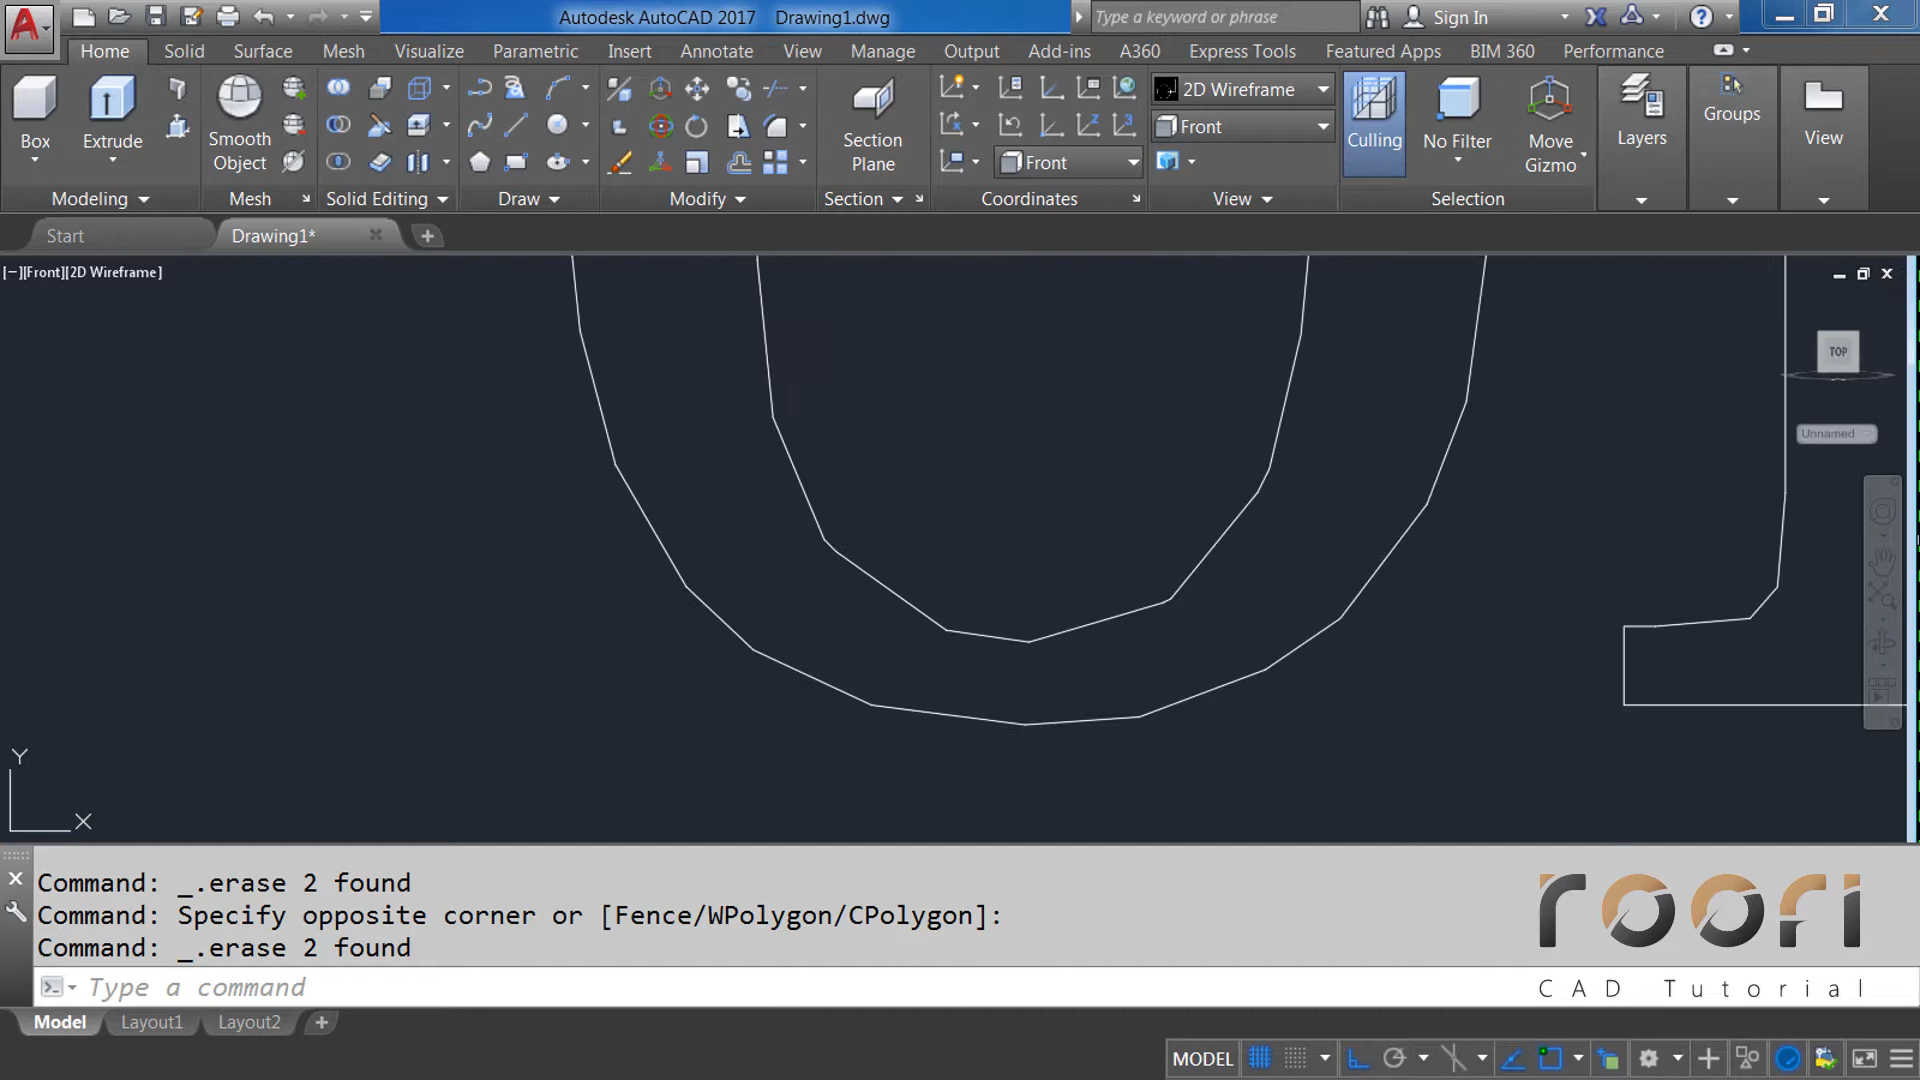 Autodesk AutoCAD 2017 Drawing1.dwg
Type a keyword or phrase
Sign In
Home Solid Surface Mesh Visualize Parametric Insert Annotate View Manage Output Add-ins A360 Express Tools Featured Apps BIM 360 Performance
Box
Extrude
Smooth
Object
Section
Plane
2D Wireframe
Front
Front
Culling
No Filter
Move
Gizmo
Layers
Groups
View
Modeling Mesh Solid Editing Draw Modify Section Coordinates View Selection
Start Drawing1*
[−][Front][2D Wireframe]
TOP
Unnamed
Y
X
Command: _.erase 2 found
Command: Specify opposite corner or [Fence/WPolygon/CPolygon]:
Command: _.erase 2 found
Type a command
roofi
CAD Tutorial
Model Layout1 Layout2
MODEL